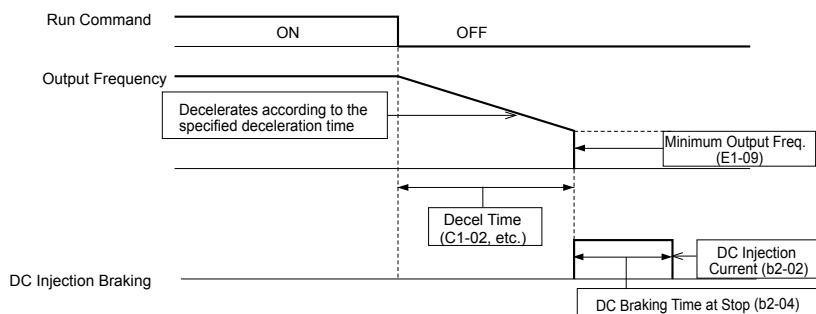 Run Command
ON
OFF
Output Frequency
Decelerates according to the
specified deceleration time
Minimum Output Freq.
(E1-09)
Decel Time
(C1-02, etc.)
DC Injection
Current (b2-02)
DC Injection Braking
DC Braking Time at Stop (b2-04)